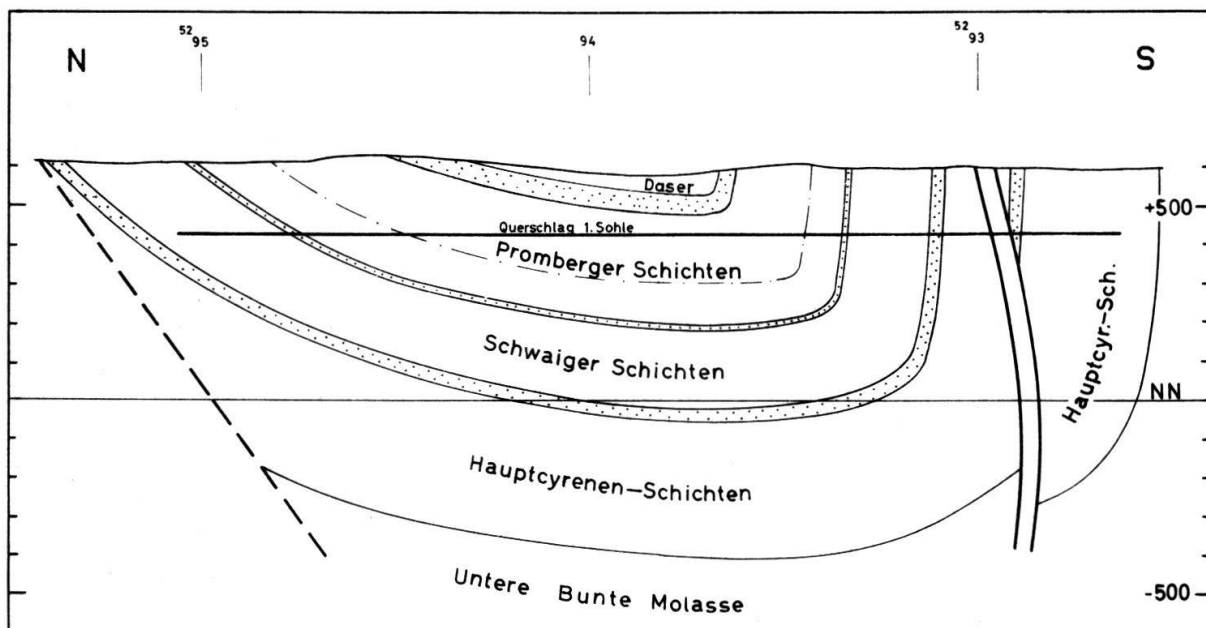 N
52 95
94
52 93
S
Daser
+500
Querschlag 1. Sohle
Promberger Schichten
Schwaiger Schichten
Hauptcyr.-Sch.
NN
Hauptcyrenen-Schichten
Untere Bunte Molasse
-500